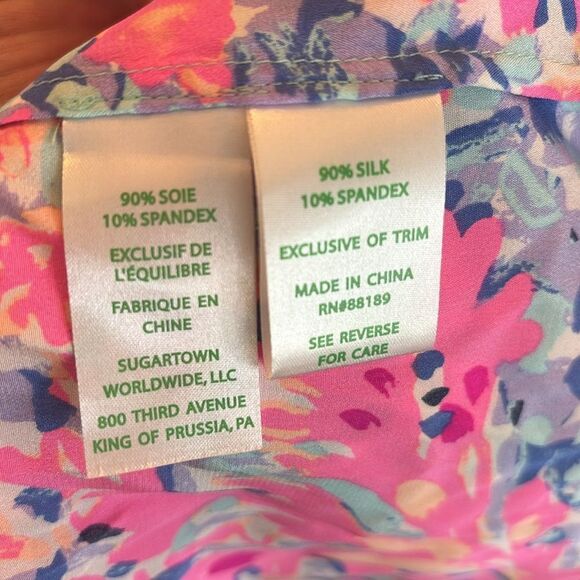 90% SOIE
10% SPANDEX
EXCLUSIF DE
L'ÉQUILIBRE
FABRIQUE EN
CHINE
SUGARTOWN
WORLDWIDE, LLC
800 THIRD AVENUE
KING OF PRUSSIA, PA
90% SILK
10% SPANDEX
EXCLUSIVE OF TRIM
MADE IN CHINA
RN#88189
SEE REVERSE
FOR CARE